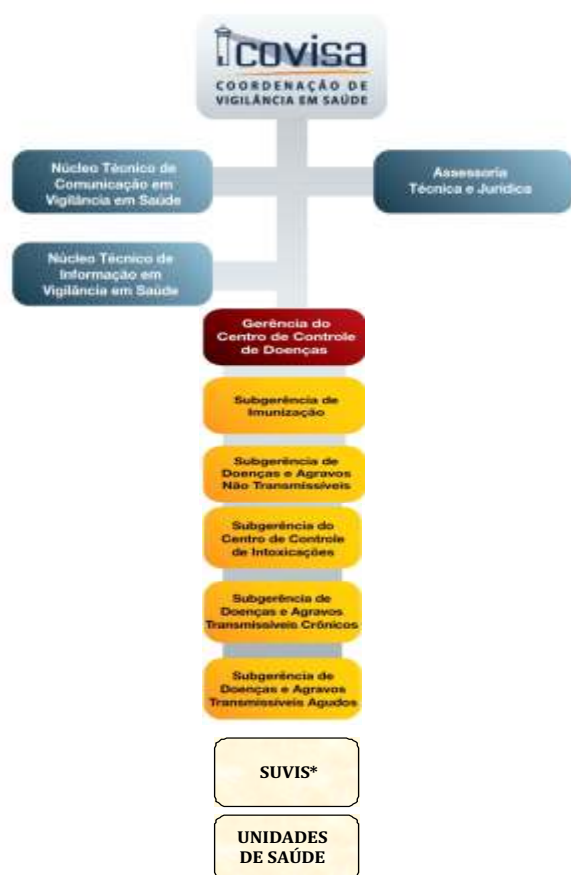 covisa
COORDENAÇÃO DE
VIGILÂNCIA EM SAÚDE
Núcleo Técnico de
Comunicação em
Vigilância em Saúde
Assessoria
Técnica e Jurídica
Núcleo Técnico de
Informação em
Vigilância em Saúde
Gerência do
Centro de Controle
de Doenças
Subgerência de
Imunização
Subgerência de
Doenças e Agravos
Não Transmissíveis
Subgerência do
Centro de Controle
de Intoxicações
Subgerência de
Doenças e Agravos
Transmissíveis Crônicos
Subgerência de
Doenças e Agravos
Transmissíveis Agudos
SUVIS*
UNIDADES
DE SAÚDE